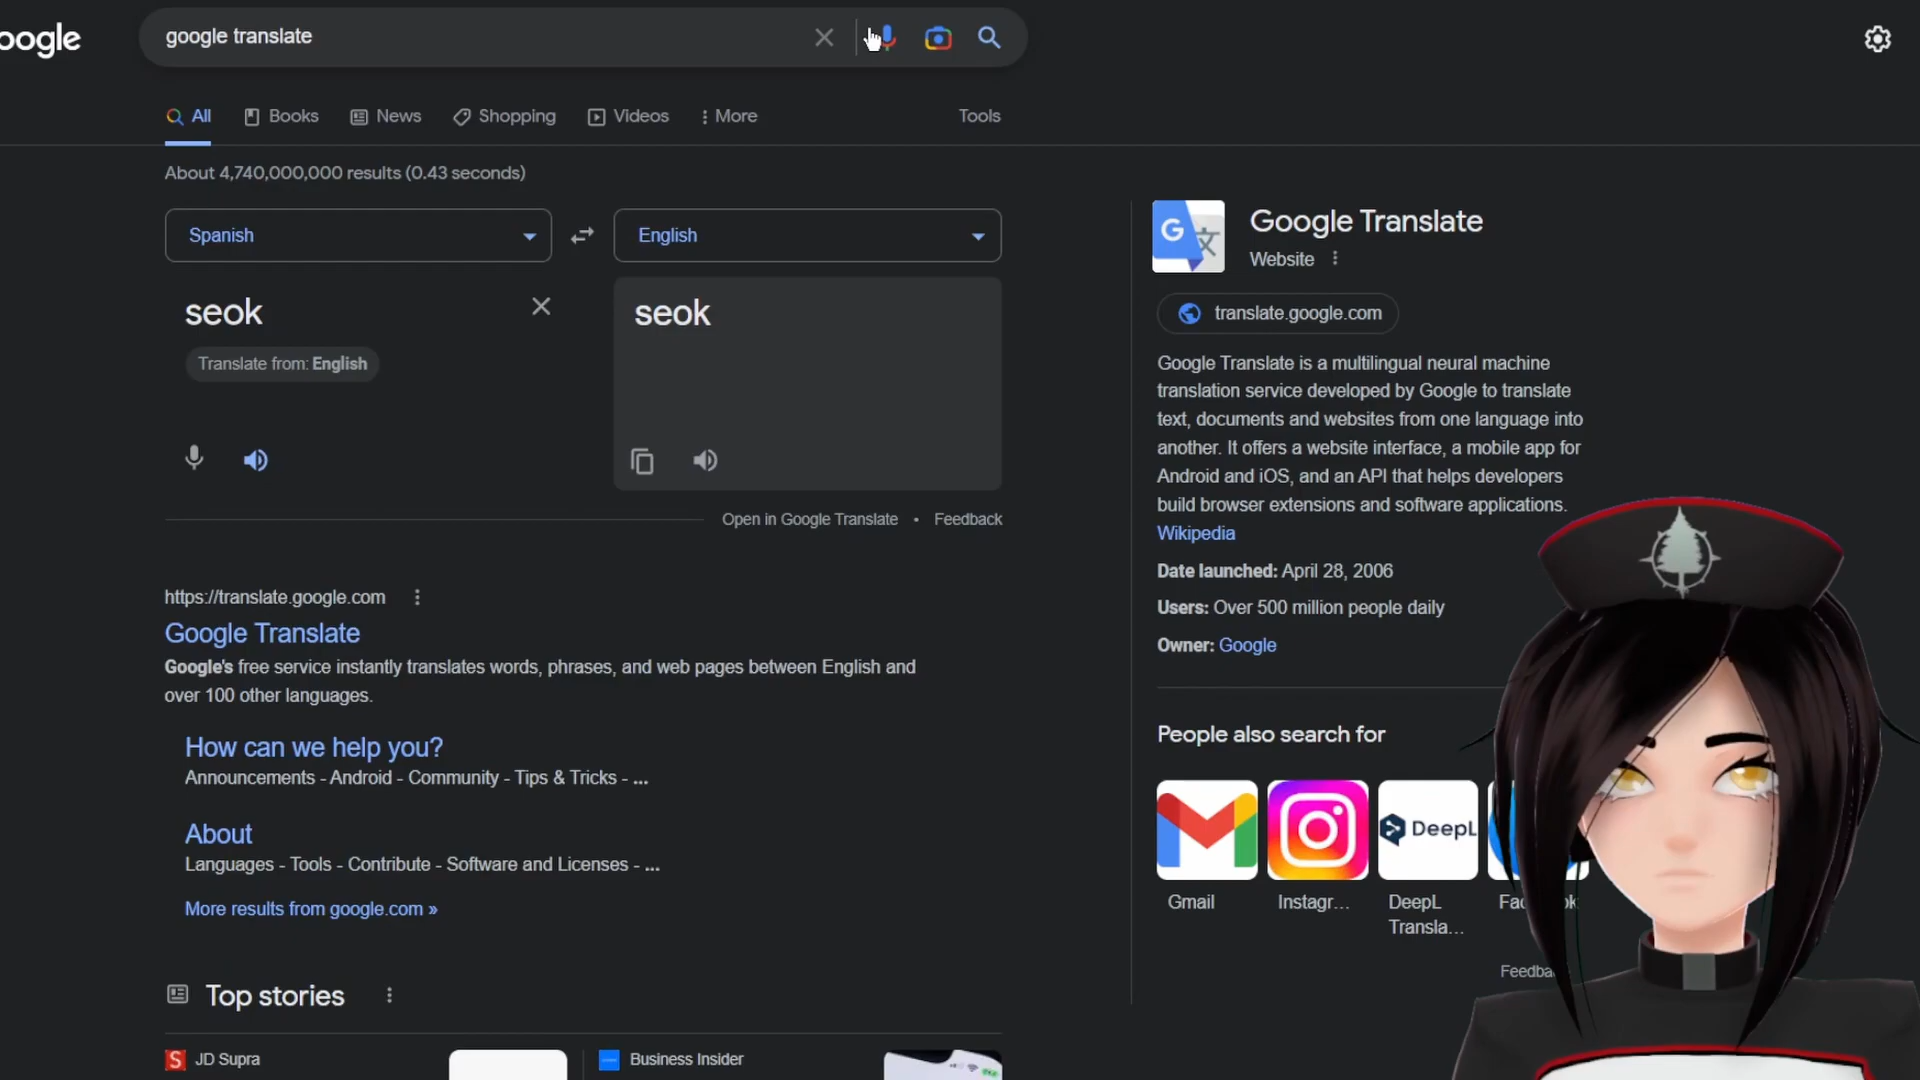 oogle
google translate
All
Books
News
Shopping
Videos
More
Tools
About 4,740,000,000 results (0.43 seconds)
Spanish
English
seok
Translate from: English
seok
Open in Google Translate • Feedback
https://translate.google.com
Google Translate
Google's free service instantly translates words, phrases, and web pages between English and
over 100 other languages.
How can we help you?
Announcements - Android - Community - Tips & Tricks - ...
About
Languages - Tools - Contribute - Software and Licenses - ...
More results from google.com »
Top stories
S JD Supra
Business Insider
G
Google Translate
Website
translate.google.com
Google Translate is a multilingual neural machine
translation service developed by Google to translate
text, documents and websites from one language into
another. It offers a website interface, a mobile app for
Android and iOS, and an API that helps developers
build browser extensions and software applications.
Wikipedia
Date launched: April 28, 2006
Users: Over 500 million people daily
Owner: Google
People also search for
DeepL
Gmail
Instagr...
DeepL
Transla...
Feedba